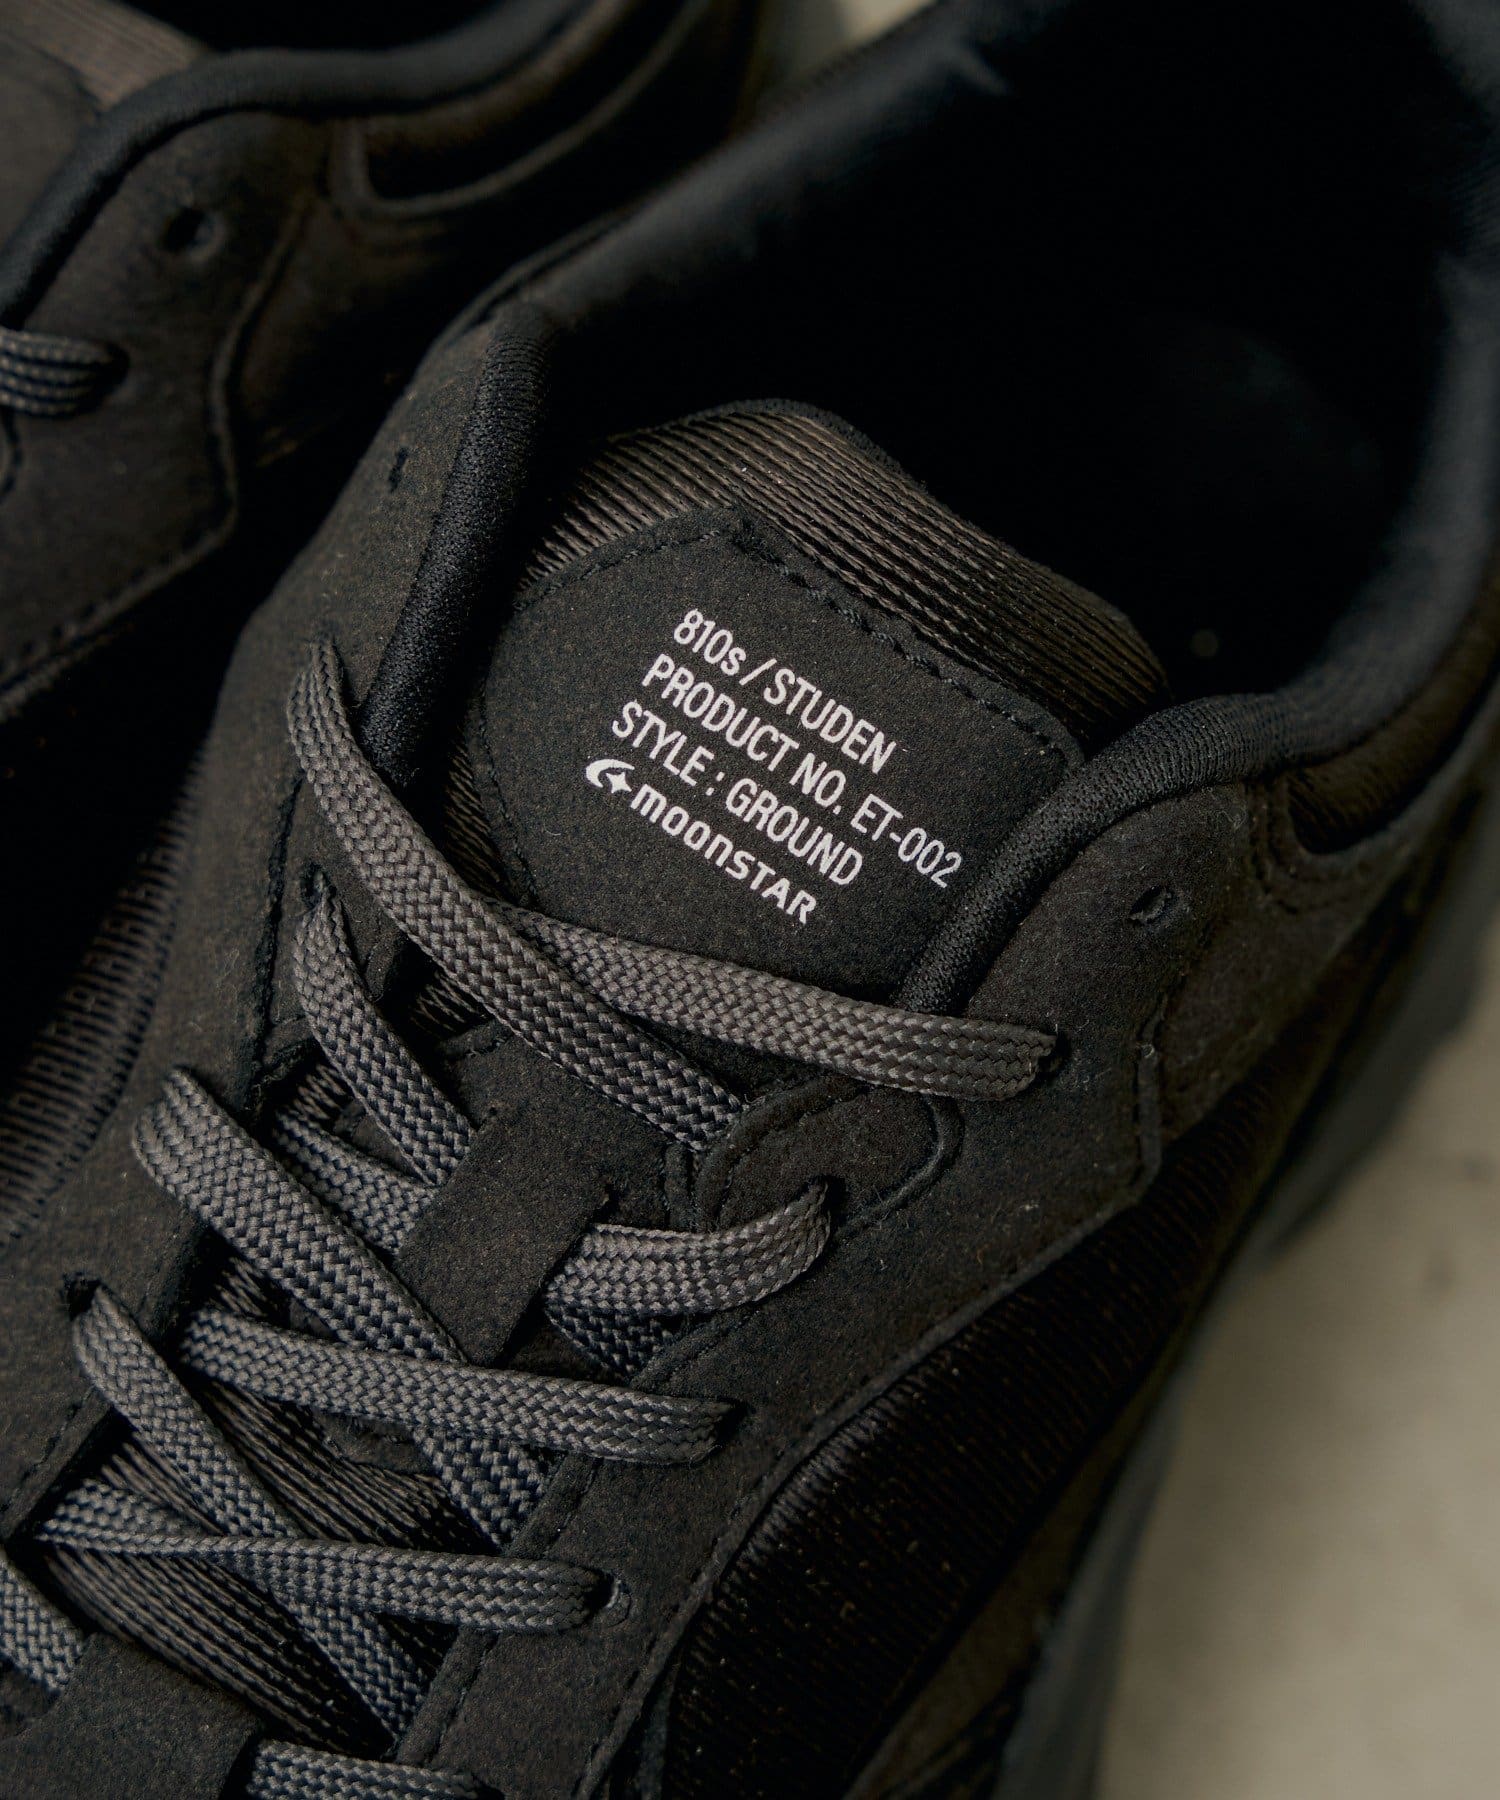 810s / STUDEN
PRODUCT NO. ET-002
STYLE : GROUND
moonSTAR